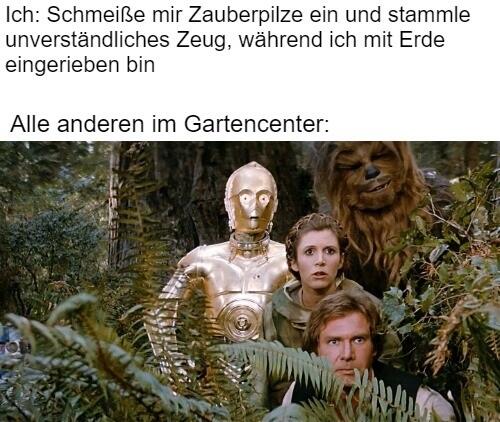 Ich: Schmeiße mir Zauberpilze ein und stammle
unverständliches Zeug, während ich mit Erde
eingerieben bin
Alle anderen im Gartencenter: